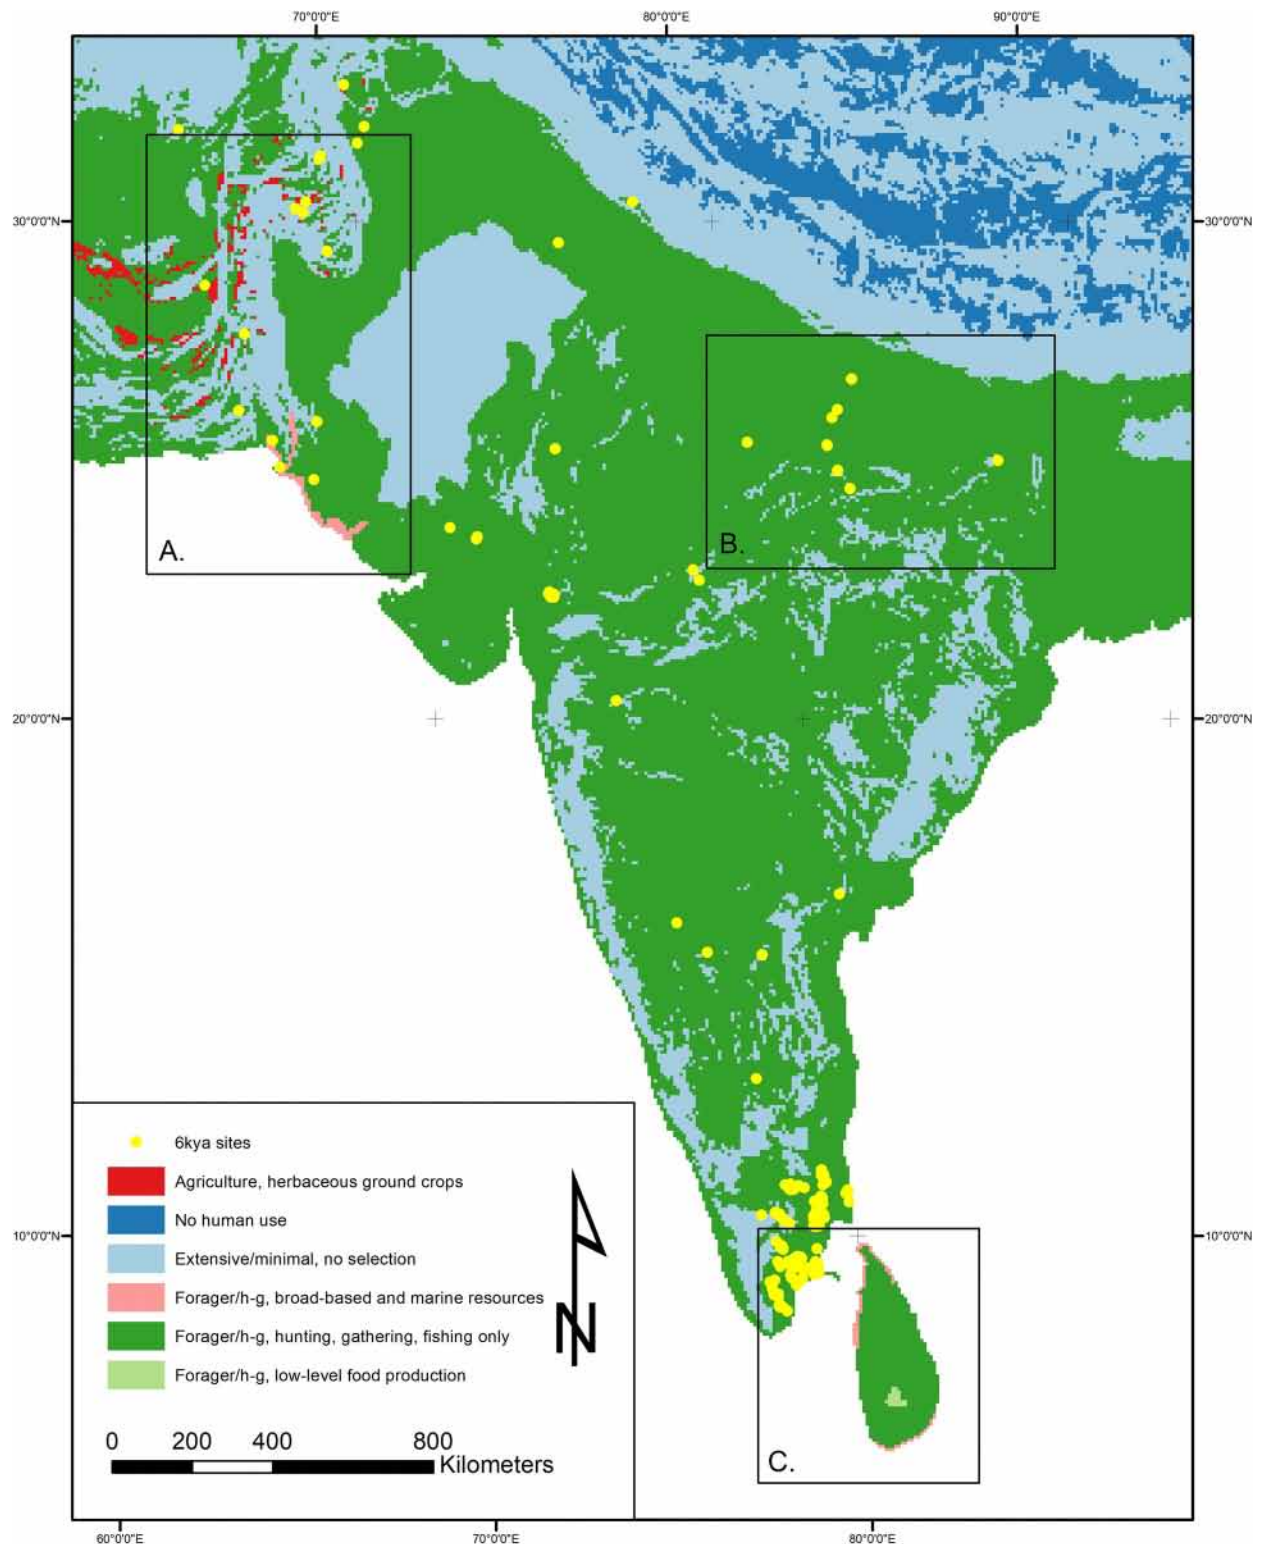 70°0'0"E 80°0'0"E 90°0'0"E
30°0'0"N 30°0'0"N
A.
B.
20°0'0"N 20°0'0"N
6kya sites
Agriculture, herbaceous ground crops
No human use
10°0'0"N 10°0'0"N
Extensive/minimal, no selection
Forager/h-g, broad-based and marine resources
Forager/h-g, hunting, gathering, fishing only
N
Forager/h-g, low-level food production
0 200 400 800
Kilometers
C.
60°0'0"E 70°0'0"E 80°0'0"E